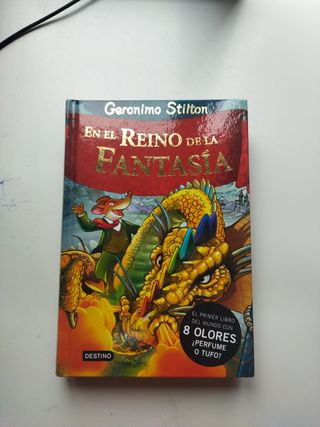 Geronimo Stilton
EN EL REINO DE LA
FANTASÍA
EL PRIMER LIBRO
DEL MUNDO CON
8 OLORES
¿PERFUME
O TUFO?
DESTINO